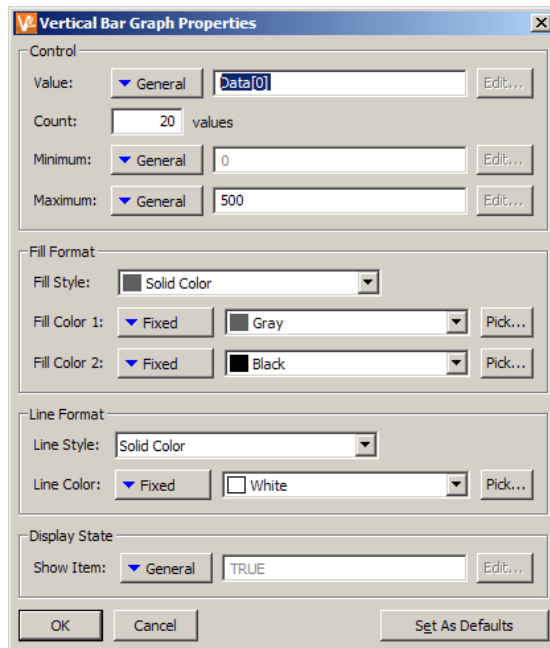 Vertical Bar Graph Properties
Control
Value: General Data[0] Edit...
Count: 20 values
Minimum: General 0 Edit...
Maximum: General 500 Edit...
Fill Format
Fill Style: Solid Color
Fill Color 1: Fixed Gray Pick...
Fill Color 2: Fixed Black Pick...
Line Format
Line Style: Solid Color
Line Color: Fixed White Pick...
Display State
Show Item: General TRUE Edit...
OK Cancel Set As Defaults